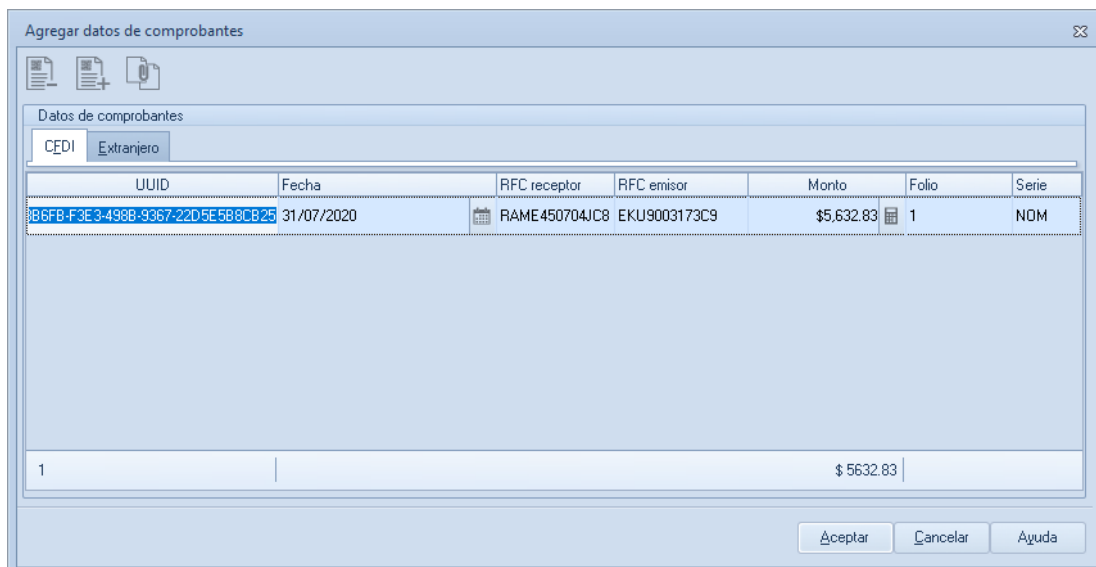 Agregar datos de comprobantes
Datos de comprobantes
CFDI Extranjero
UUID Fecha RFC receptor RFC emisor Monto Folio Serie
B6FB-F3E3-498B-9367-22D5E5B8CB25 31/07/2020 RAME450704JC8 EKU9003173C9 $5,632.83 1 NOM
1 $ 5632.83
Aceptar Cancelar Ayuda